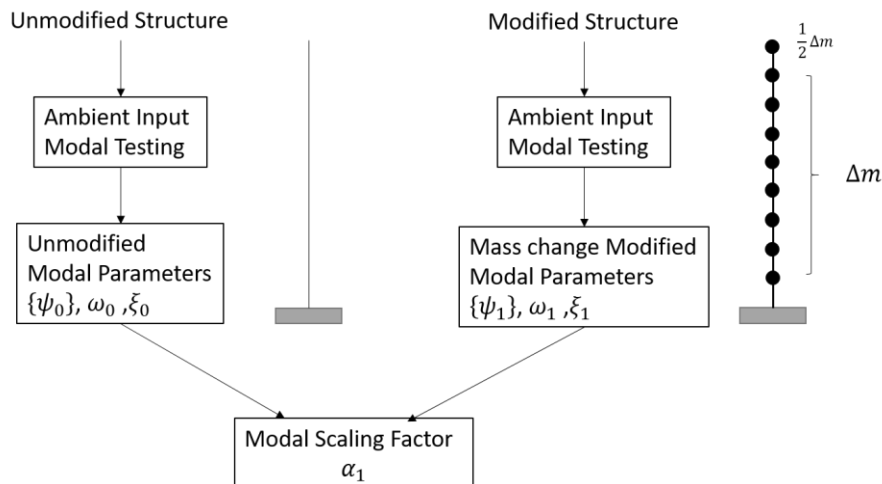 Unmodified Structure
Modified Structure
½ Δm
Ambient Input
Modal Testing
Ambient Input
Modal Testing
Δm
Unmodified
Modal Parameters
{ψ₀}, ω₀ ,ξ₀
Mass change Modified
Modal Parameters
{ψ₁}, ω₁ ,ξ₁
Modal Scaling Factor
α₁